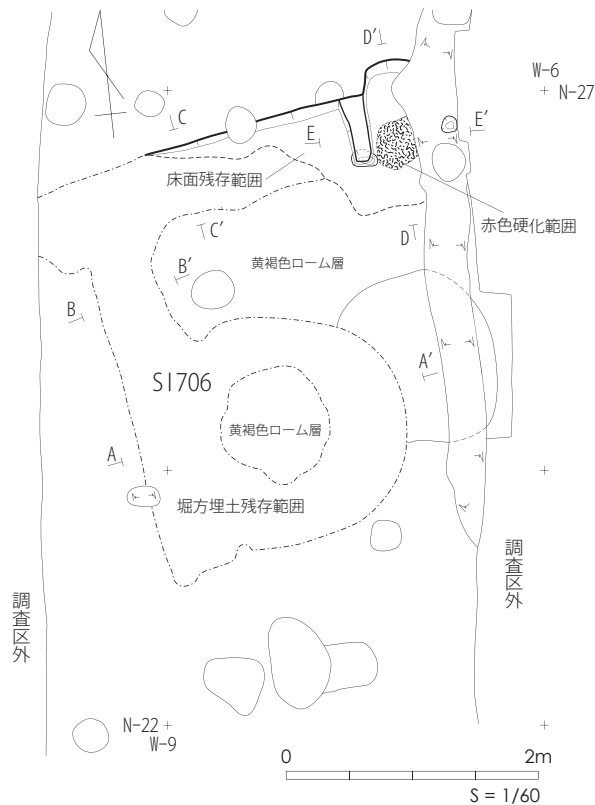 D′
W-6
N-27
C
E
E′
床面残存範囲
赤色硬化範囲
C′
D
B′
黄褐色ローム層
B
A′
SI706
黄褐色ローム層
A
堀方埋土残存範囲
調査区外
調査区外
N-22
W-9
0 2m
S = 1/60